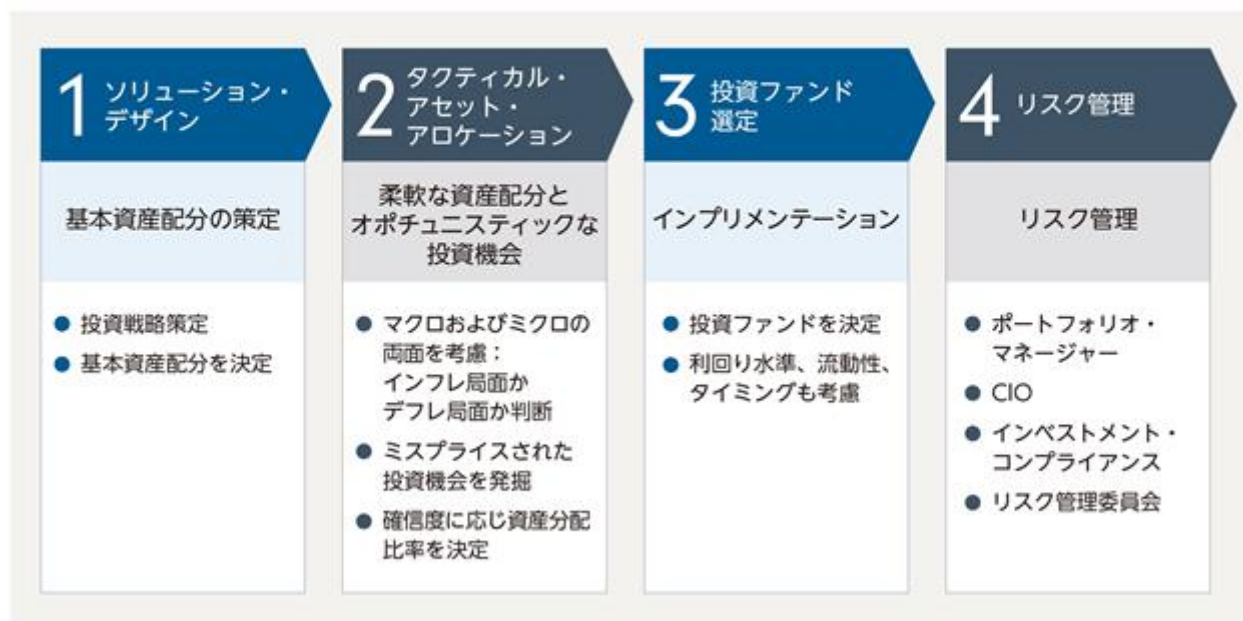 1
ソリューション・
デザイン
基本資産配分の策定
● 投資戦略策定
● 基本資産配分を決定
2
タクティカル・
アセット・
アロケーション
柔軟な資産配分と
オポチュニスティックな
投資機会
● マクロおよびミクロの
両面を考慮：
インフレ局面か
デフレ局面か判断
● ミスプライスされた
投資機会を発掘
● 確信度に応じ資産分配
比率を決定
3
投資ファンド
選定
インプリメンテーション
● 投資ファンドを決定
● 利回り水準、流動性、
タイミングも考慮
4
リスク管理
リスク管理
● ポートフォリオ・
マネージャー
● CIO
● インベストメント・
コンプライアンス
● リスク管理委員会